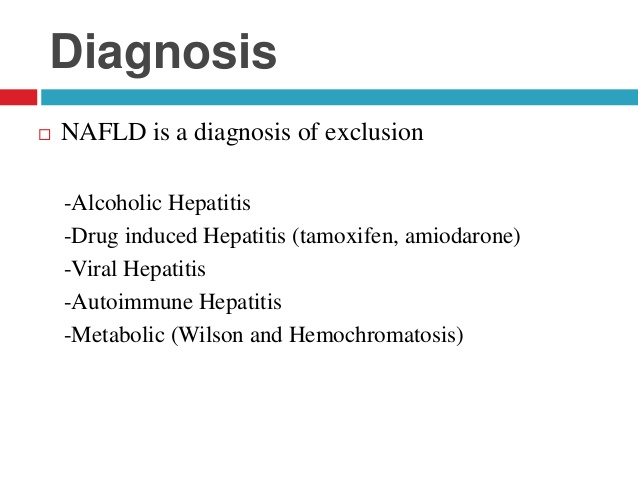 Diagnosis
NAFLD is a diagnosis of exclusion
-Alcoholic Hepatitis
-Drug induced Hepatitis (tamoxifen, amiodarone)
-Viral Hepatitis
-Autoimmune Hepatitis
-Metabolic (Wilson and Hemochromatosis)